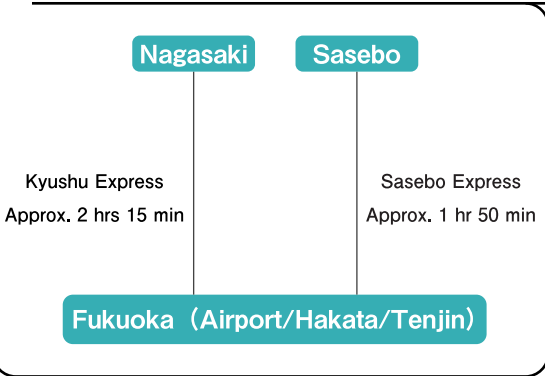 Nagasaki
Sasebo
Kyushu Express
Approx. 2 hrs 15 min
Sasebo Express
Approx. 1 hr 50 min
Fukuoka（Airport/Hakata/Tenjin）